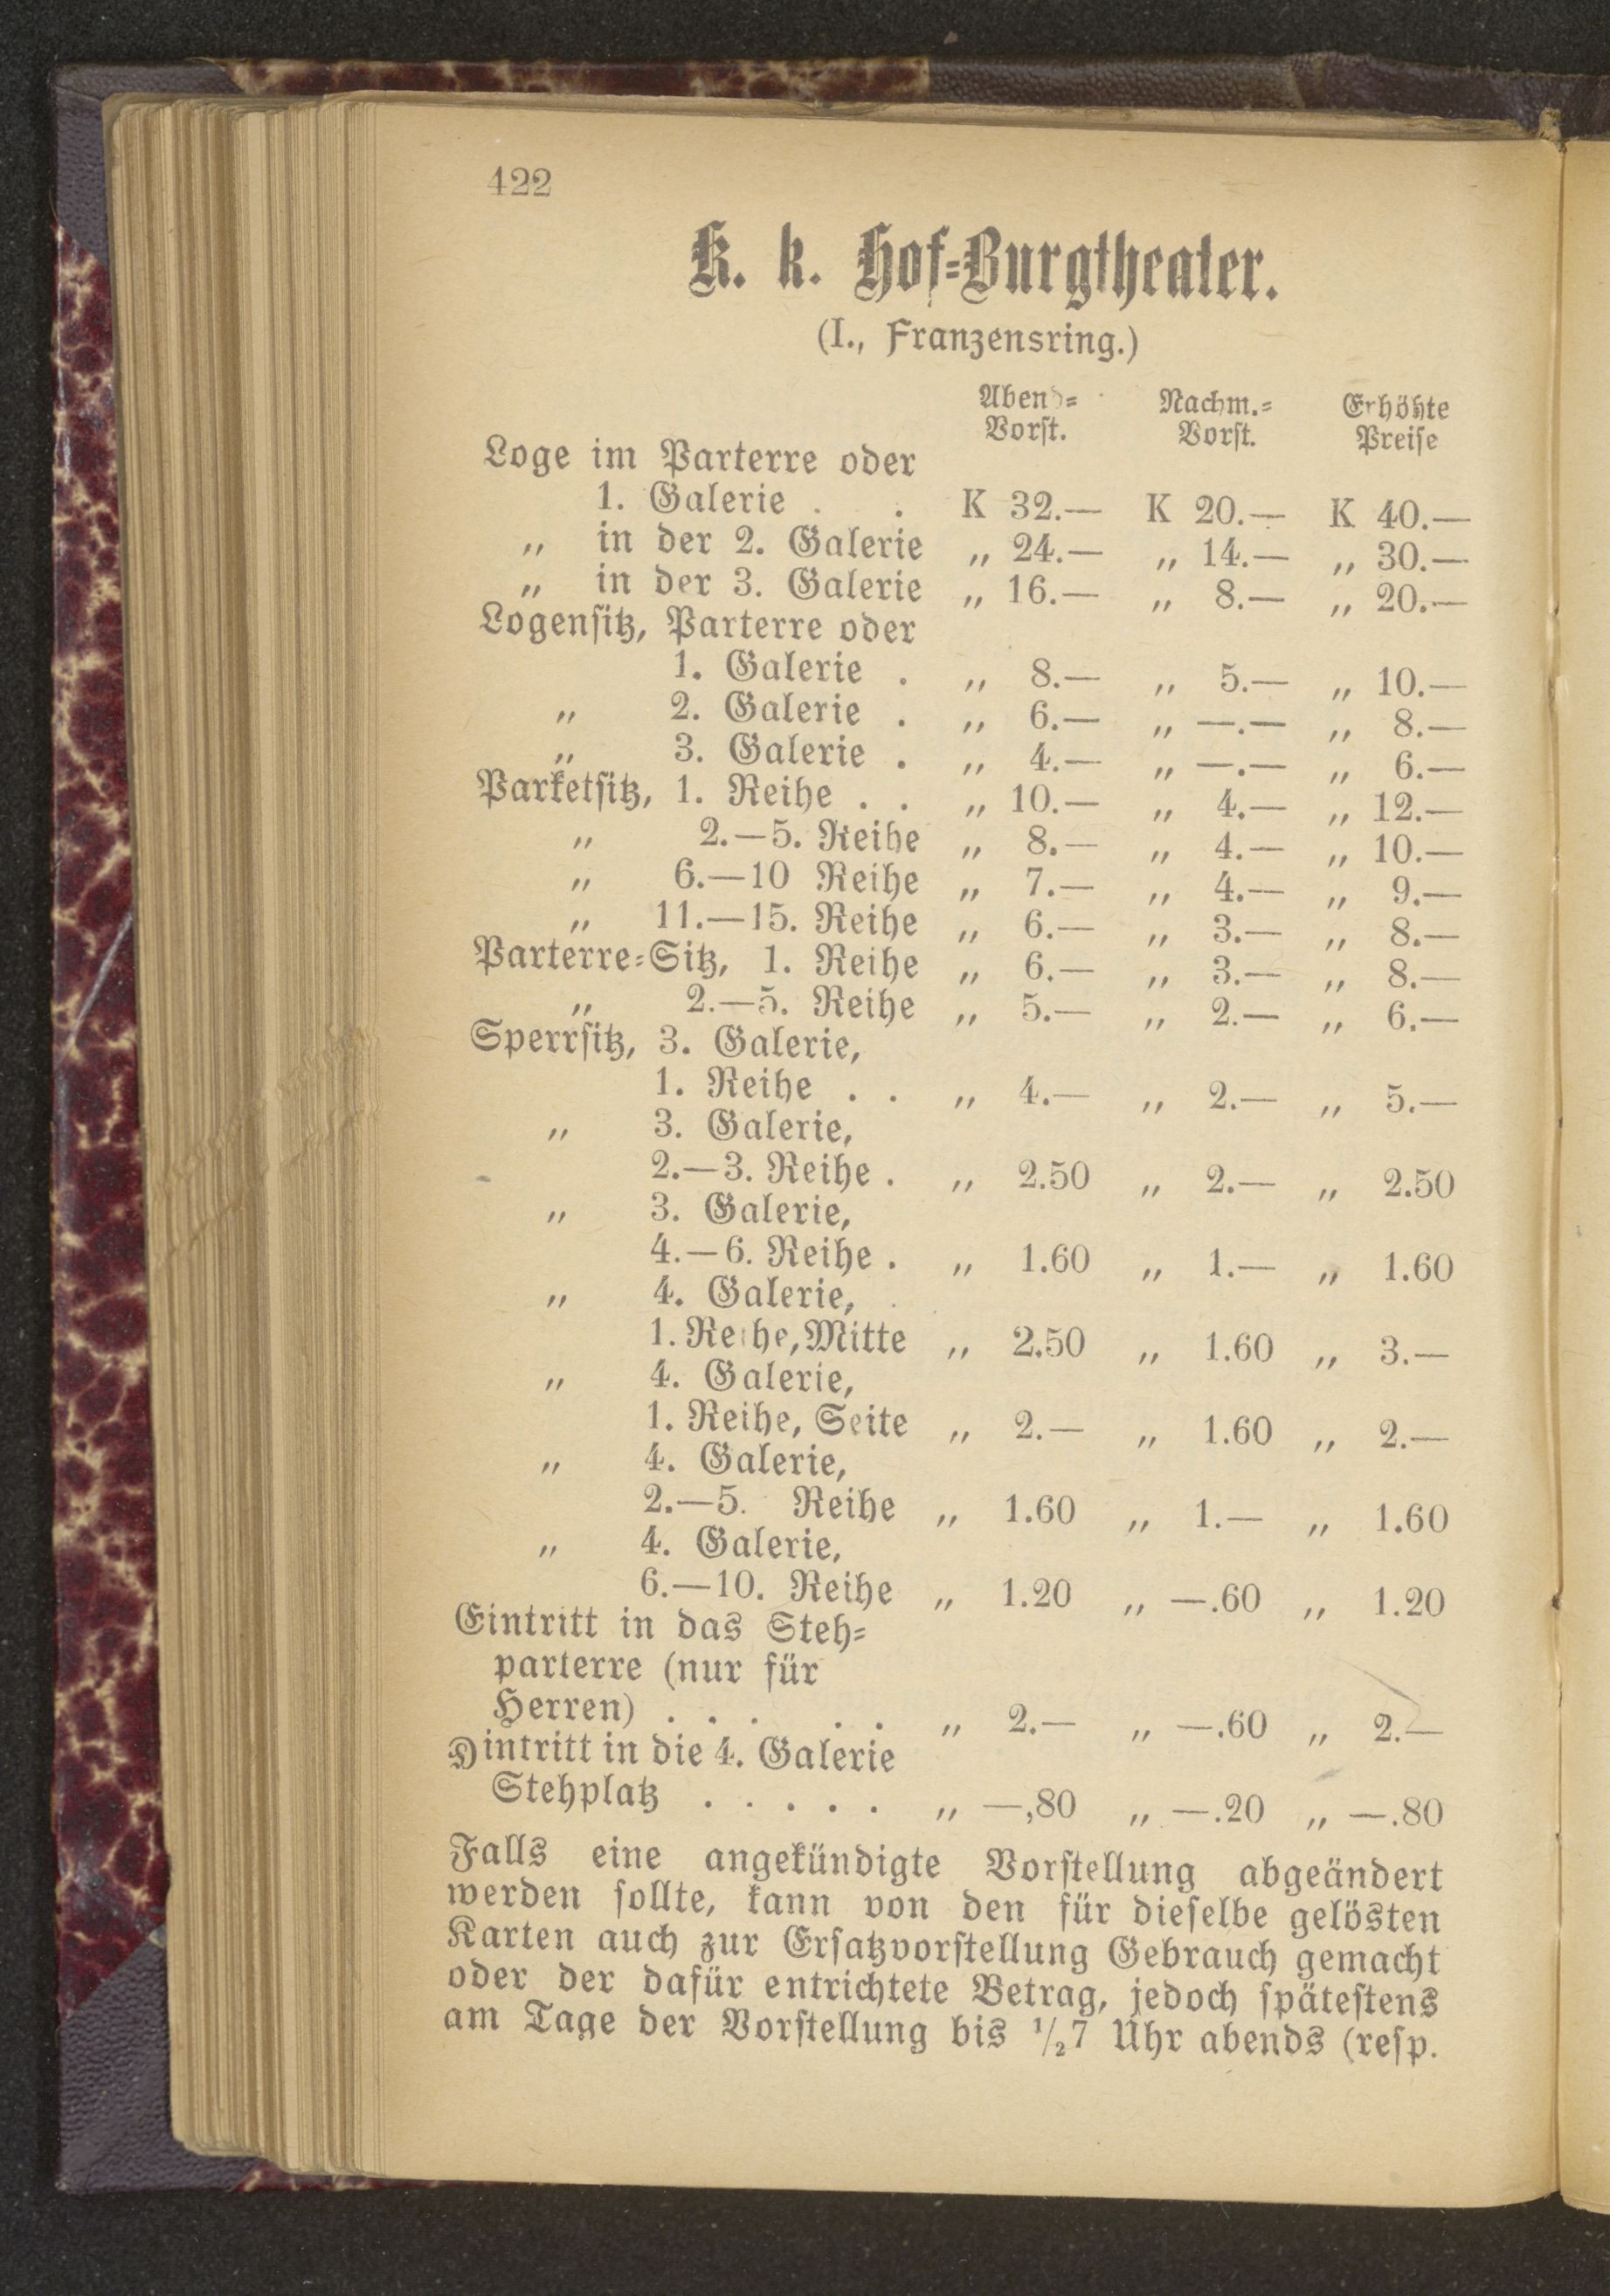 422
K. k. Hof-Burgtheater.
(I., Franzensring.)
Abend- Nachm.- Erhöhte
Vorst. Vorst. Preise
Loge im Parterre oder
1. Galerie . . K 32.— K 20.— K 40.—
„ in der 2. Galerie „ 24.— „ 14.— „ 30.—
„ in der 3. Galerie „ 16.— „ 8.— „ 20.—
Logensitz, Parterre oder
1. Galerie . „ 8.— „ 5.— „ 10.—
„ 2. Galerie . „ 6.— „ —.— „ 8.—
„ 3. Galerie . „ 4.— „ —.— „ 6.—
Parketsitz, 1. Reihe . . „ 10.— „ 4.— „ 12.—
„ 2.—5. Reihe „ 8.— „ 4.— „ 10.—
„ 6.—10 Reihe „ 7.— „ 4.— „ 9.—
„ 11.—15. Reihe „ 6.— „ 3.— „ 8.—
Parterre-Sitz, 1. Reihe „ 6.— „ 3.— „ 8.—
„ 2.—5. Reihe „ 5.— „ 2.— „ 6.—
Sperrsitz, 3. Galerie,
1. Reihe . . „ 4.— „ 2.— „ 5.—
„ 3. Galerie,
2.—3. Reihe . „ 2.50 „ 2.— „ 2.50
„ 3. Galerie,
4.—6. Reihe . „ 1.60 „ 1.— „ 1.60
„ 4. Galerie,
1. Reihe, Mitte „ 2.50 „ 1.60 „ 3.—
„ 4. Galerie,
1. Reihe, Seite „ 2.— „ 1.60 „ 2.—
„ 4. Galerie,
2.—5. Reihe „ 1.60 „ 1.— „ 1.60
„ 4. Galerie,
6.—10. Reihe „ 1.20 „ —.60 „ 1.20
Eintritt in das Steh-
parterre (nur für
Herren) . . . . . „ 2.— „ —.60 „ 2.—
Hintritt in die 4. Galerie
Stehplatz . . . . . „ —,80 „ —.20 „ —.80
Falls eine angekündigte Vorstellung abgeändert
werden sollte, kann von den für dieselbe gelösten
Karten auch zur Ersatzvorstellung Gebrauch gemacht
oder der dafür entrichtete Betrag, jedoch spätestens
am Tage der Vorstellung bis 1/2 7 Uhr abends (resp.